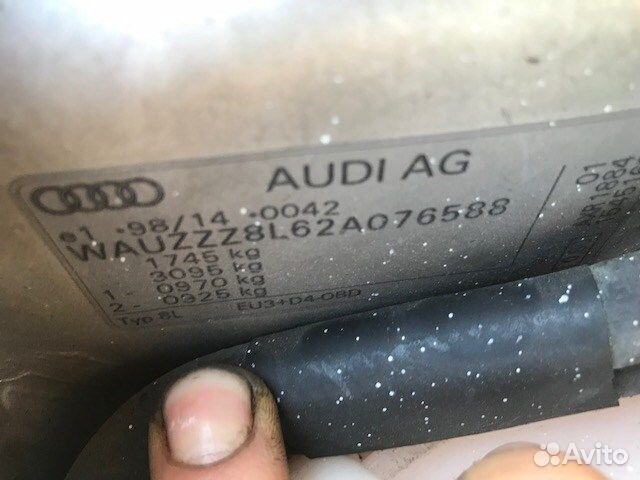 AUDI AG
e1 *98/14*0042
WAUZZZ8L62A076588
1745 kg
3095 kg
1 - 0970 kg
2 - 0925 kg
Typ 8L EU3+D4-OBD
01
Avito